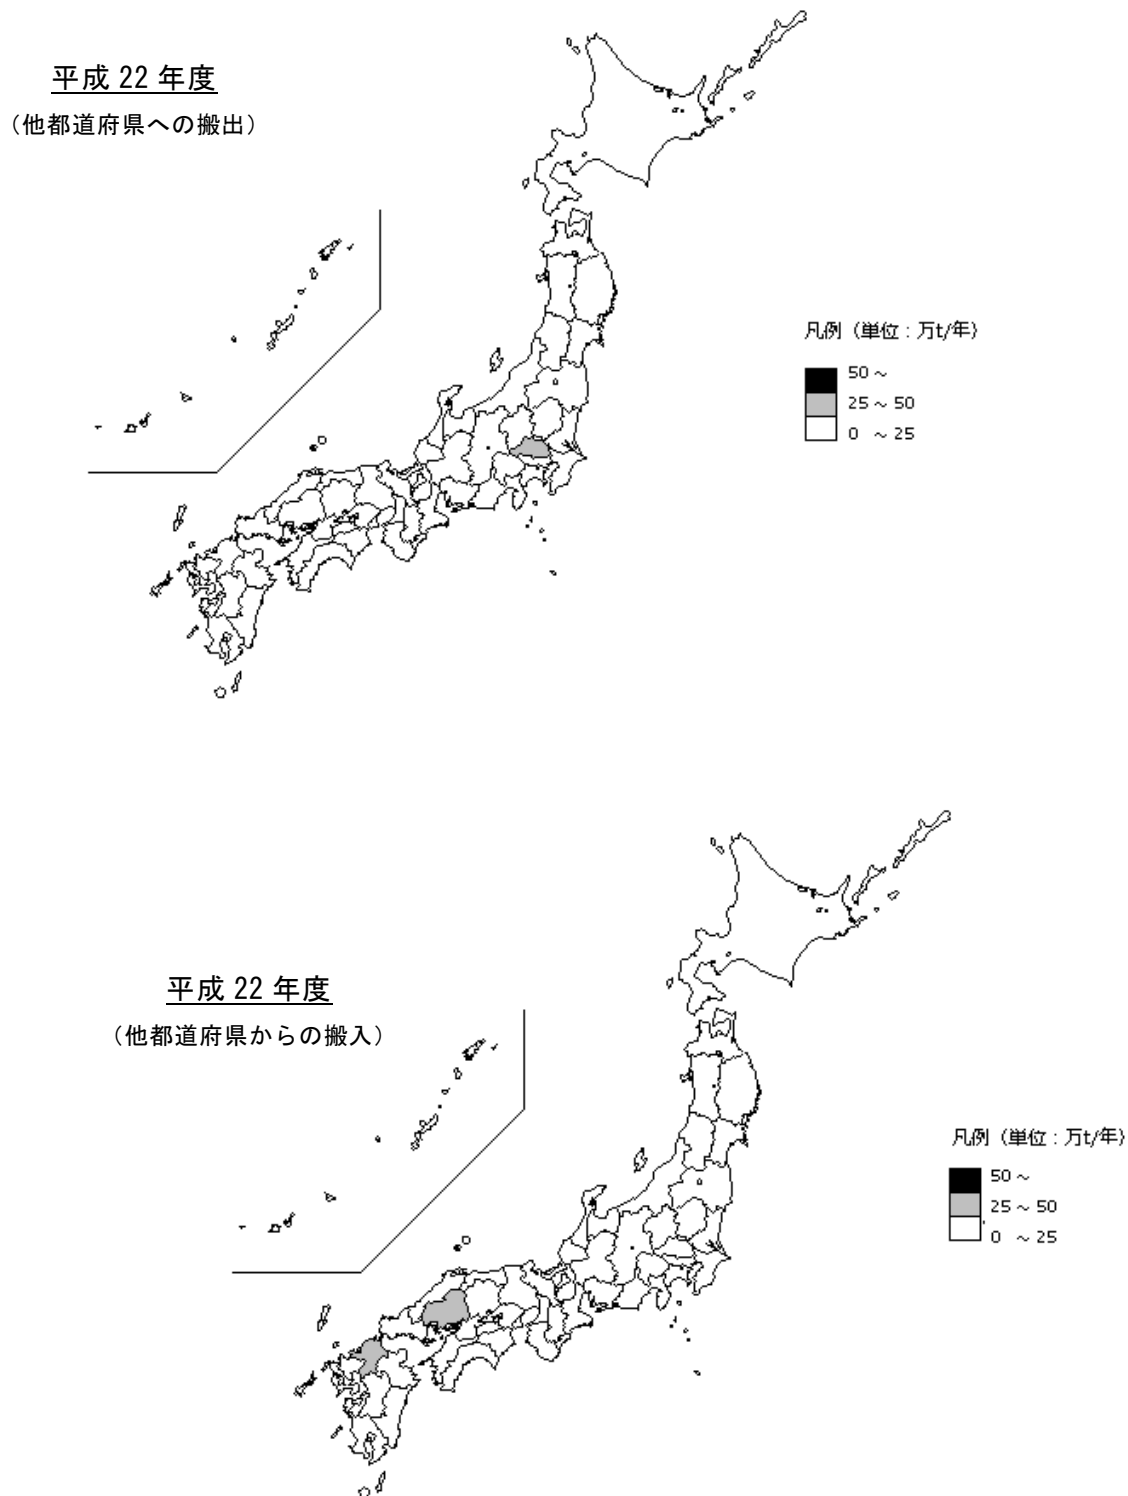 平成 22 年度
（他都道府県への搬出）
凡例（単位：万t/年）
50 ～
25 ～ 50
0 ～ 25
平成 22 年度
（他都道府県からの搬入）
凡例（単位：万t/年）
50 ～
25 ～ 50
0 ～ 25